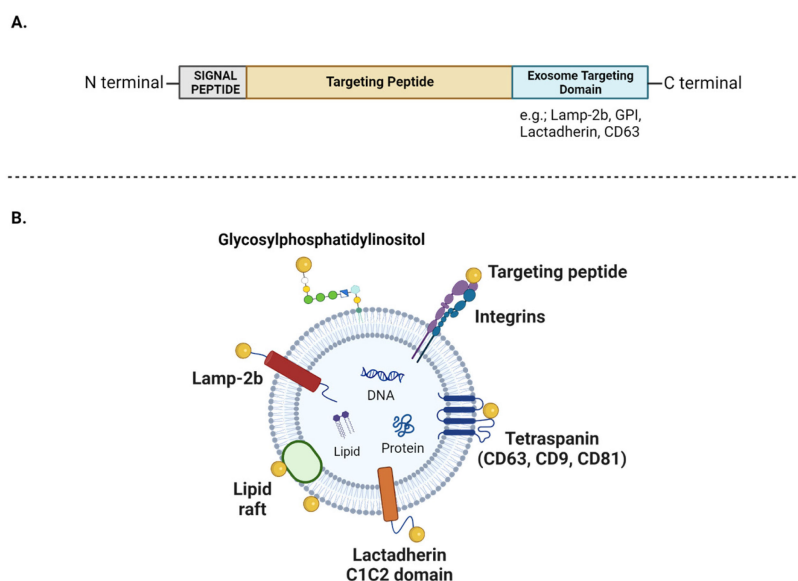 A.
N terminal
SIGNAL
PEPTIDE
Targeting Peptide
Exosome Targeting
Domain
C terminal
e.g.; Lamp-2b, GPI,
Lactadherin, CD63
B.
Glycosylphosphatidylinositol
Targeting peptide
Integrins
Lamp-2b
DNA
Lipid
Protein
Tetraspanin
(CD63, CD9, CD81)
Lipid
raft
Lactadherin
C1C2 domain